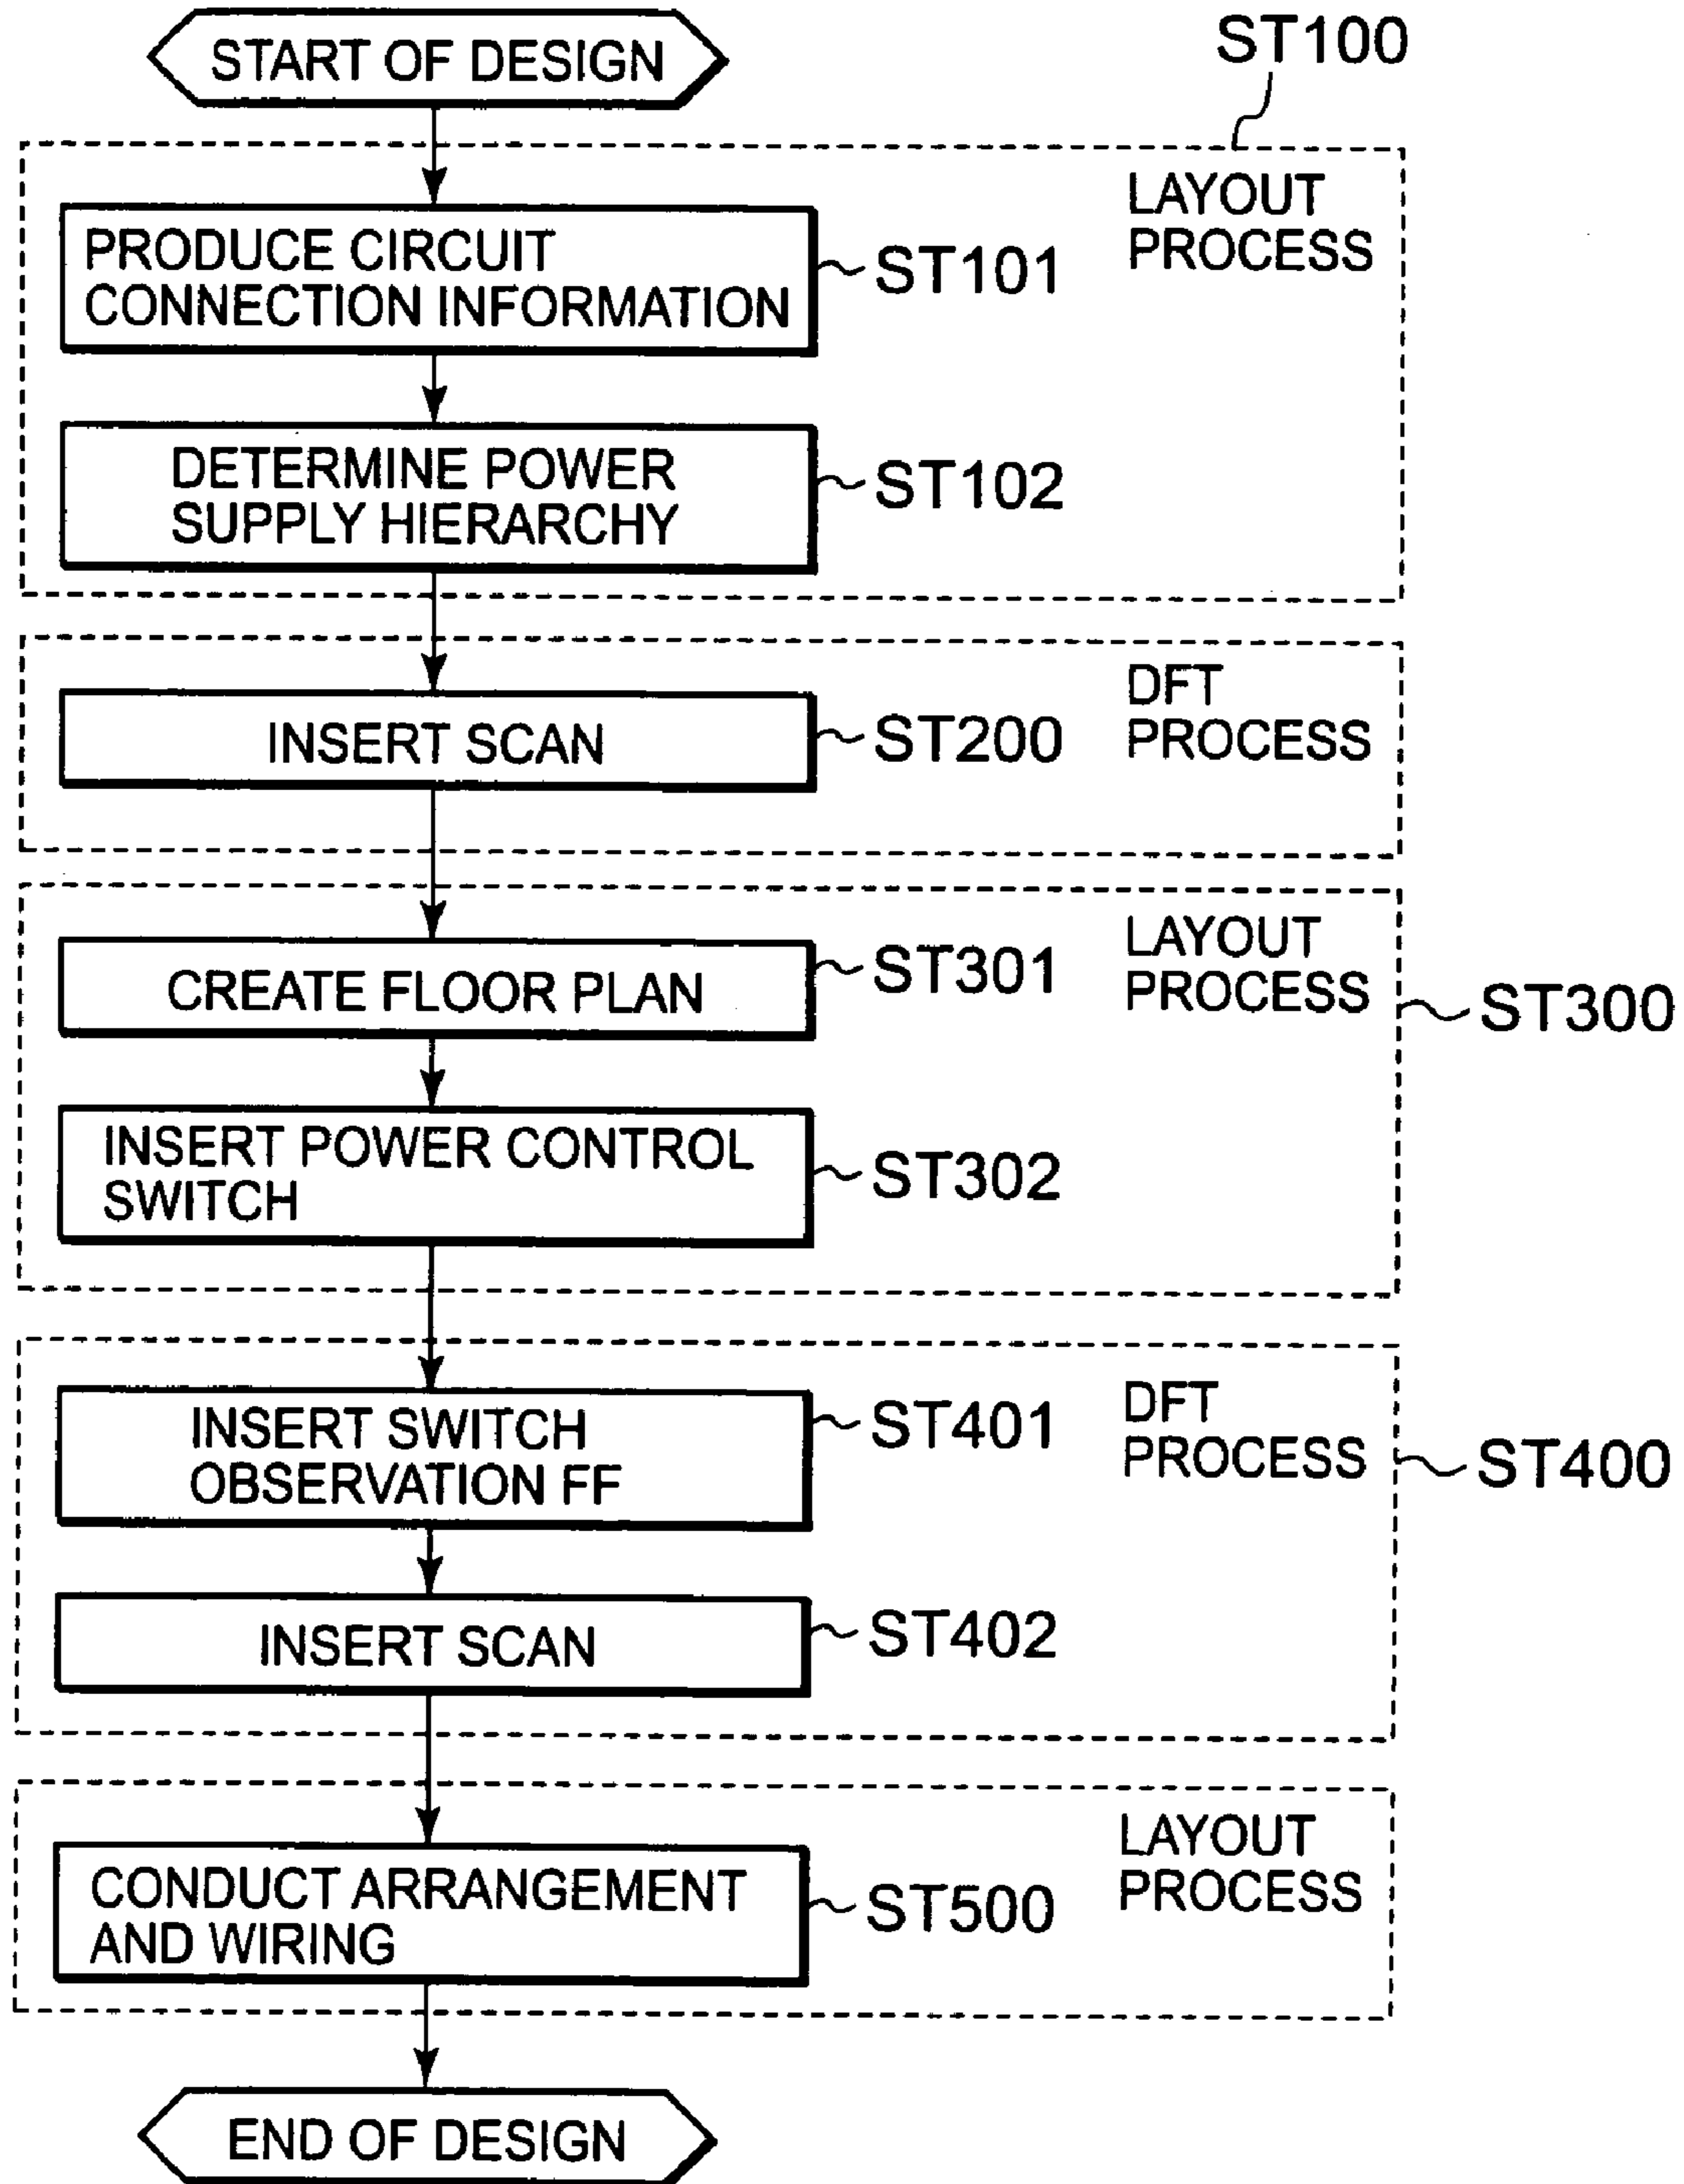 START OF DESIGN
ST100
LAYOUT
PROCESS
PRODUCE CIRCUIT
CONNECTION INFORMATION
ST101
DETERMINE POWER
SUPPLY HIERARCHY
ST102
DFT
PROCESS
INSERT SCAN
ST200
LAYOUT
PROCESS
CREATE FLOOR PLAN
ST301
ST300
INSERT POWER CONTROL
SWITCH
ST302
DFT
PROCESS
INSERT SWITCH
OBSERVATION FF
ST401
ST400
INSERT SCAN
ST402
LAYOUT
PROCESS
CONDUCT ARRANGEMENT
AND WIRING
ST500
END OF DESIGN